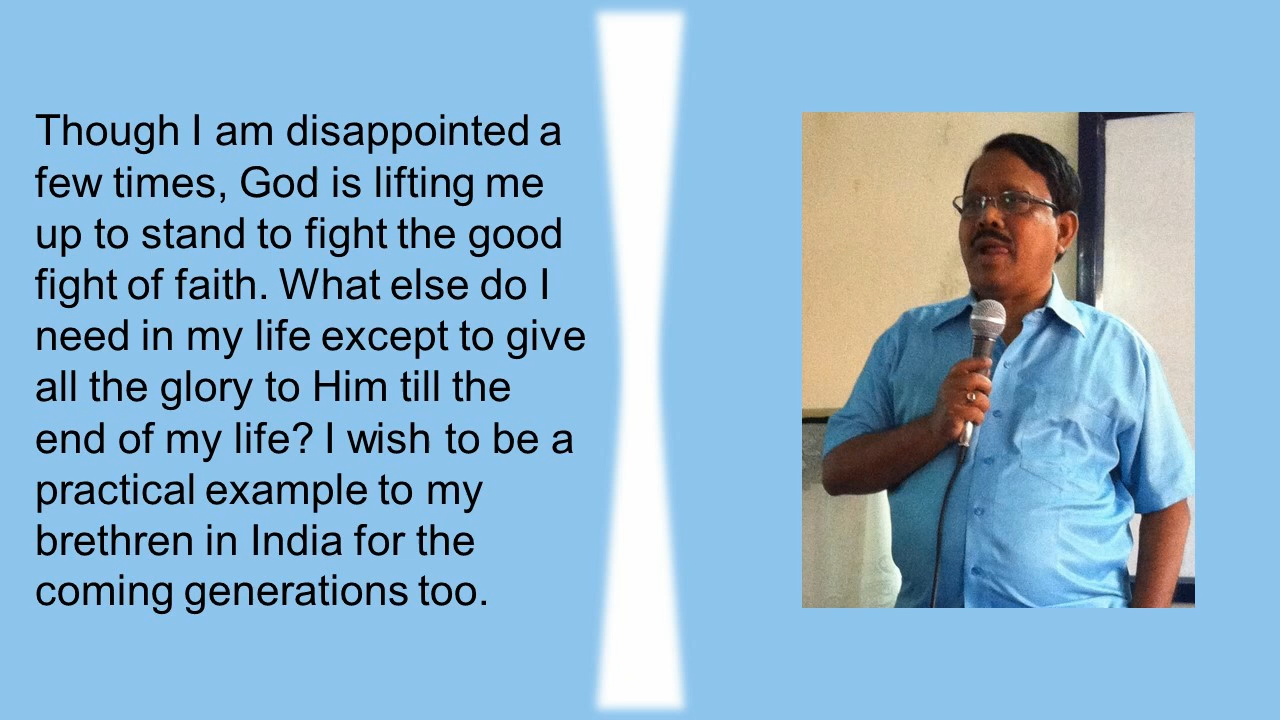 Though I am disappointed a
few times, God is lifting me
up to stand to fight the good
fight of faith. What else do I
need in my life except to give
all the glory to Him till the
end of my life? I wish to be a
practical example to my
brethren in India for the
coming generations too.